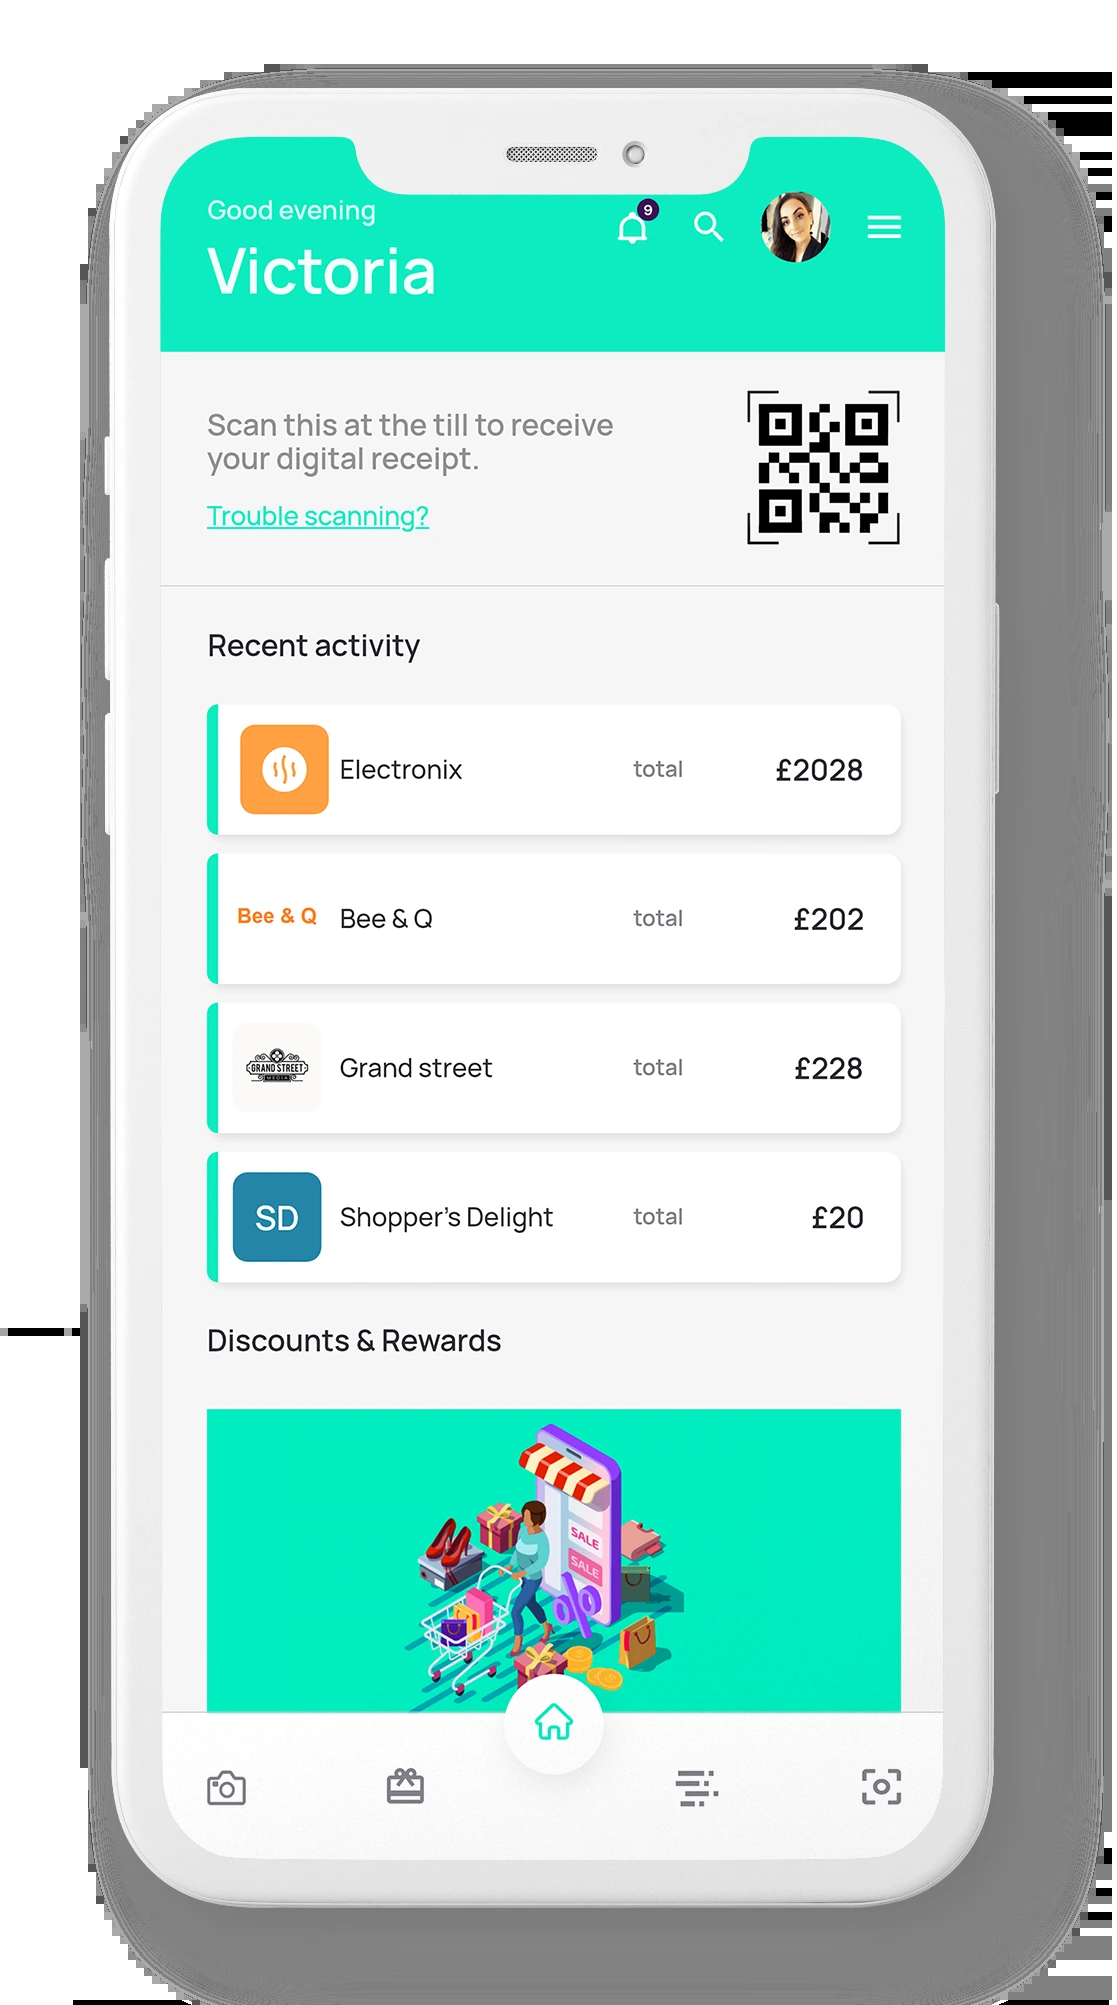 Good evening
9
Victoria
Scan this at the till to receive
your digital receipt.
Trouble scanning?
Recent activity
Electronix total £2028
Bee & Q Bee & Q total £202
GRAND STREET
MEDIA
Grand street total £228
SD Shopper's Delight total £20
Discounts & Rewards
SALE
SALE
%